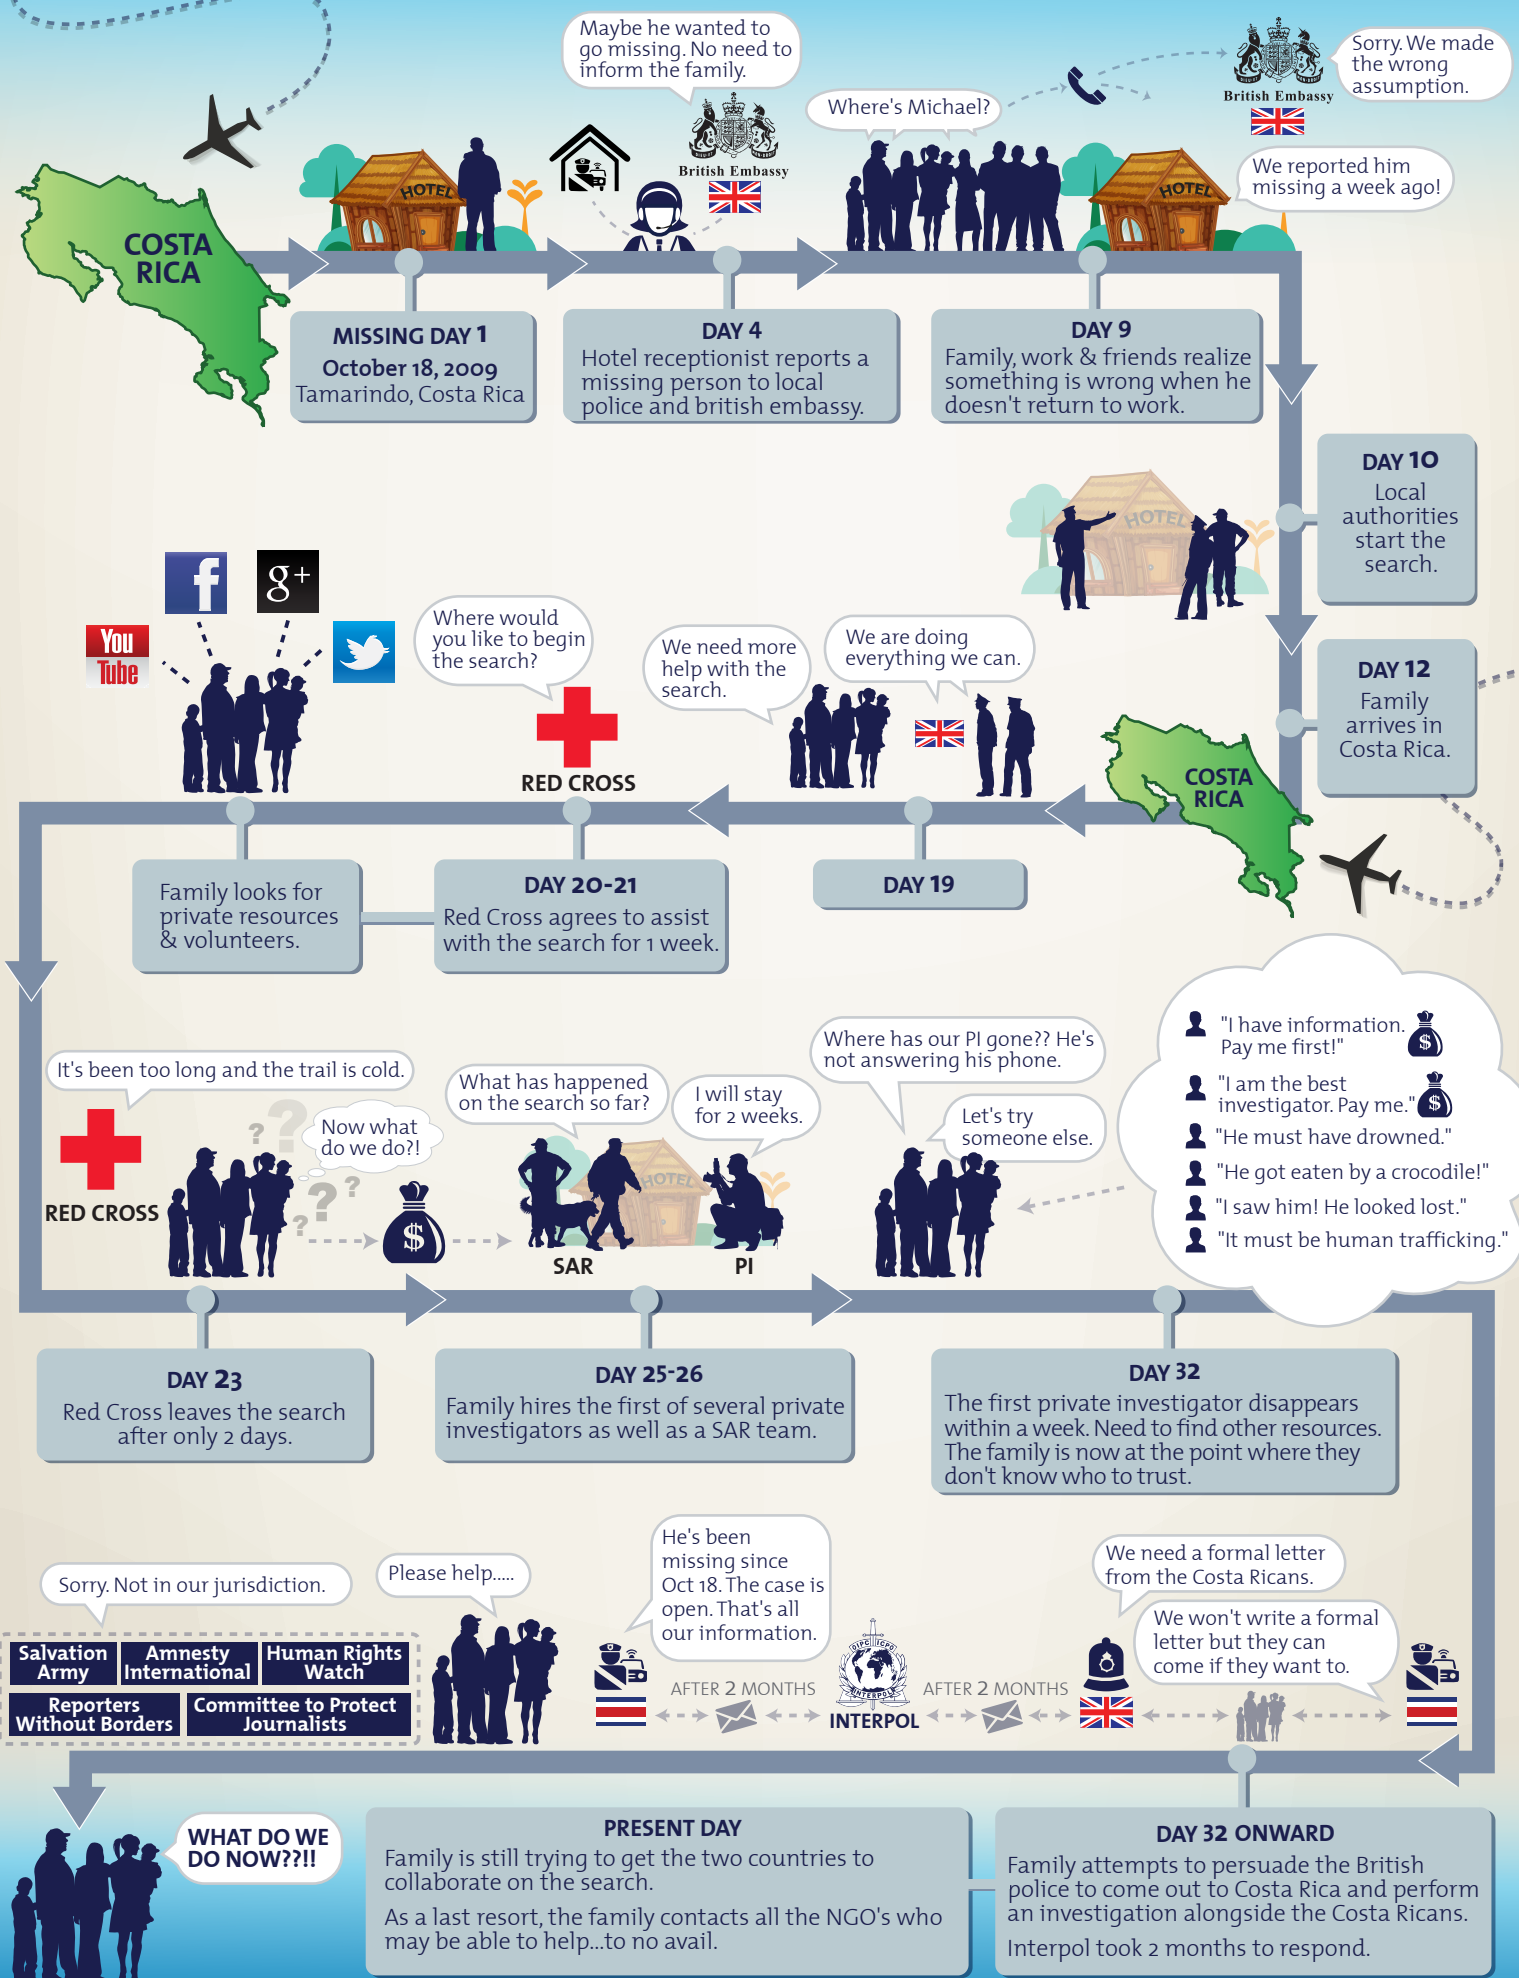 Maybe he wanted to
go missing. No need to
inform the family.
British Embassy
Where's Michael?
British Embassy
Sorry. We made
the wrong
assumption.
We reported him
missing a week ago!
HOTEL
HOTEL
COSTA
RICA
MISSING DAY 1
October 18, 2009
Tamarindo, Costa Rica
DAY 4
Hotel receptionist reports a
missing person to local
police and british embassy.
DAY 9
Family, work & friends realize
something is wrong when he
doesn't return to work.
DAY 10
Local
authorities
start the
search.
HOTEL
DAY 12
Family
arrives in
Costa Rica.
COSTA
RICA
We are doing
everything we can.
We need more
help with the
search.
DAY 19
Where would
you like to begin
the search?
RED CROSS
DAY 20-21
Red Cross agrees to assist
with the search for 1 week.
f
g+
You
Tube
Family looks for
private resources
& volunteers.
It's been too long and the trail is cold.
RED CROSS
? ? ? ? ?
Now what
do we do?!
$
DAY 23
Red Cross leaves the search
after only 2 days.
What has happened
on the search so far?
I will stay
for 2 weeks.
HOTEL
SAR
PI
DAY 25-26
Family hires the first of several private
investigators as well as a SAR team.
Where has our PI gone?? He's
not answering his phone.
Let's try
someone else.
"I have information.
Pay me first!"
$
"I am the best
investigator. Pay me."
$
"He must have drowned."
"He got eaten by a crocodile!"
"I saw him! He looked lost."
"It must be human trafficking."
DAY 32
The first private investigator disappears
within a week. Need to find other resources.
The family is now at the point where they
don't know who to trust.
We need a formal letter
from the Costa Ricans.
We won't write a formal
letter but they can
come if they want to.
He's been
missing since
Oct 18. The case is
open. That's all
our information.
AFTER 2 MONTHS
OIPC ICPO
INTERPOL
INTERPOL
AFTER 2 MONTHS
Please help.....
Sorry. Not in our jurisdiction.
Salvation
Army
Amnesty
International
Human Rights
Watch
Reporters
Without Borders
Committee to Protect
Journalists
DAY 32 ONWARD
Family attempts to persuade the British
police to come out to Costa Rica and perform
an investigation alongside the Costa Ricans.
Interpol took 2 months to respond.
PRESENT DAY
Family is still trying to get the two countries to
collaborate on the search.
As a last resort, the family contacts all the NGO's who
may be able to help...to no avail.
WHAT DO WE
DO NOW??!!